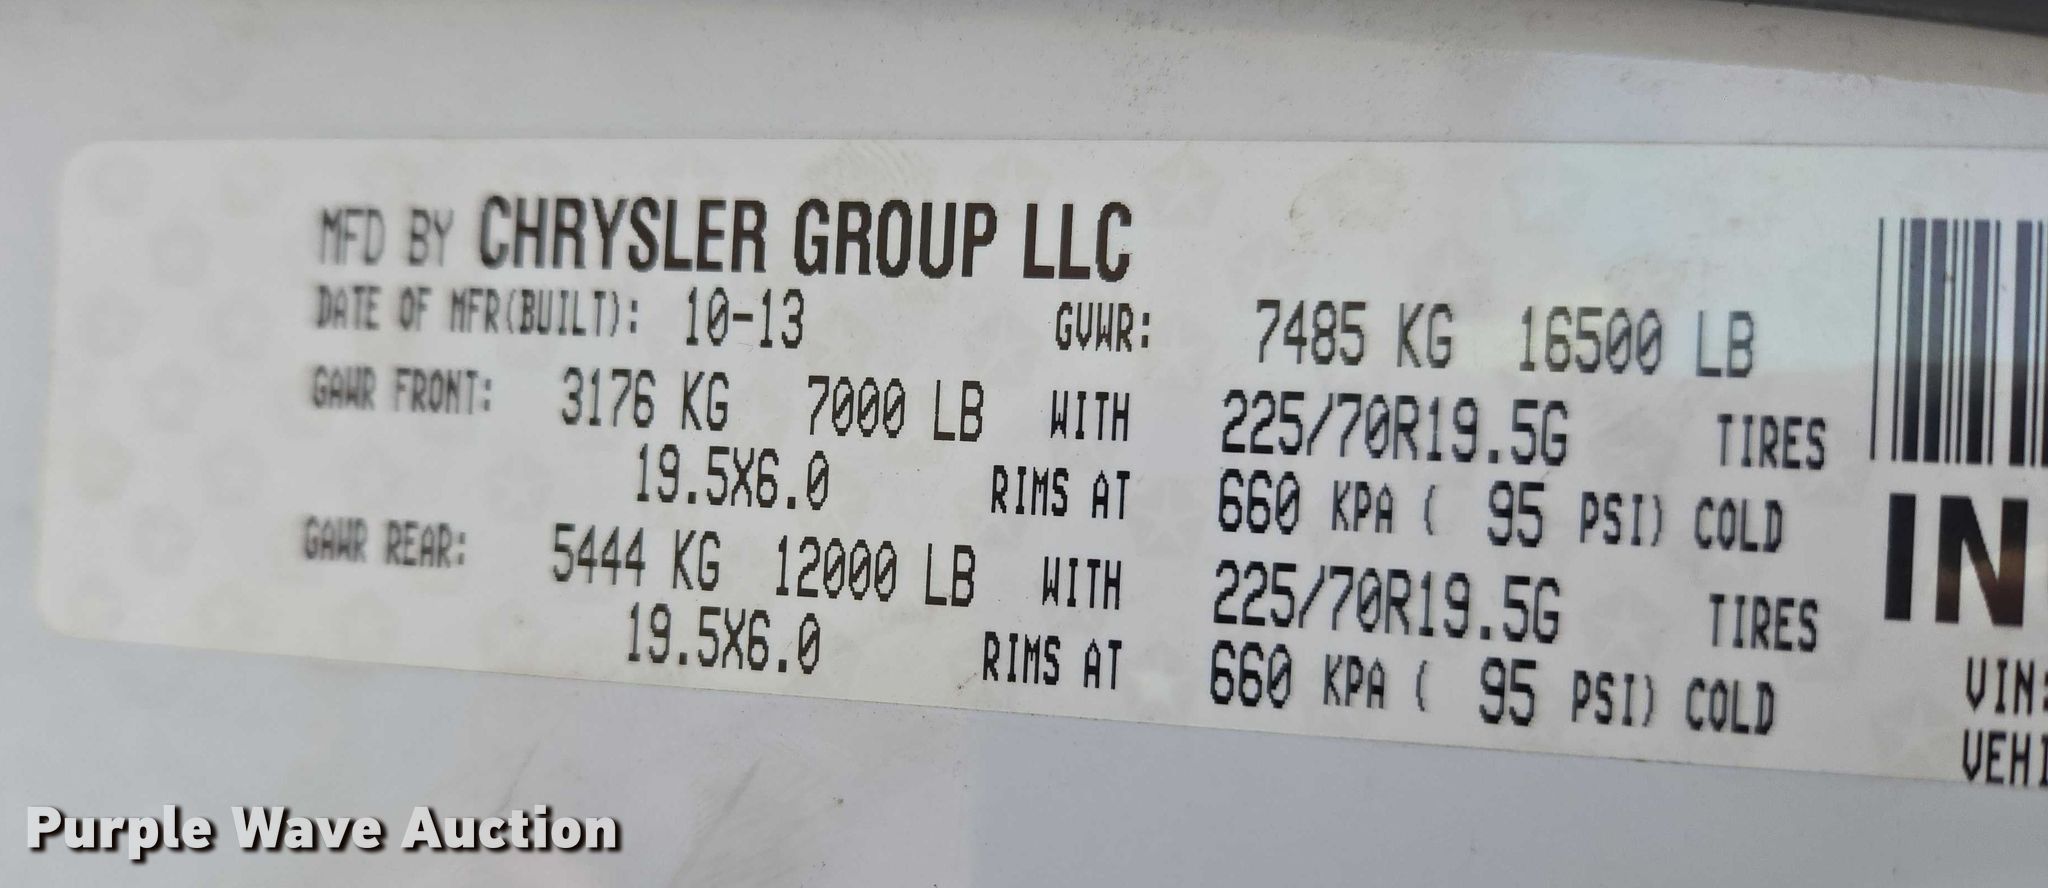 MFD BY CHRYSLER GROUP LLC
DATE OF MFR(BUILT): 10-13 GVWR: 7485 KG 16500 LB
GAWR FRONT: 3176 KG 7000 LB WITH 225/70R19.5G TIRES
19.5X6.0 RIMS AT 660 KPA ( 95 PSI) COLD
GAWR REAR: 5444 KG 12000 LB WITH 225/70R19.5G TIRES
19.5X6.0 RIMS AT 660 KPA ( 95 PSI) COLD
IN
VIN:
VEHI
Purple Wave Auction